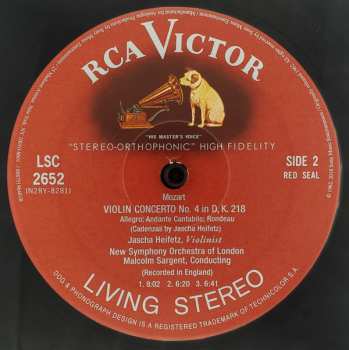 RCA VICTOR
"HIS MASTER'S VOICE"
"STEREO-ORTHOPHONIC" HIGH FIDELITY
LSC
2652
(N2RY-8281)
SIDE 2
RED SEAL
Mozart
VIOLIN CONCERTO No. 4 in D, K. 218
Allegro; Andante Cantabile; Rondeau
(Cadenzas by Jascha Heifetz)
Jascha Heifetz, Violinist
New Symphony Orchestra of London
Malcolm Sargent, Conducting
(Recorded in England)
1. 8:02 2. 6:20 3. 6:41
LIVING STEREO
DOG & PHONOGRAPH DESIGN IS A REGISTERED TRADEMARK OF TECHNICOLOR S.A.